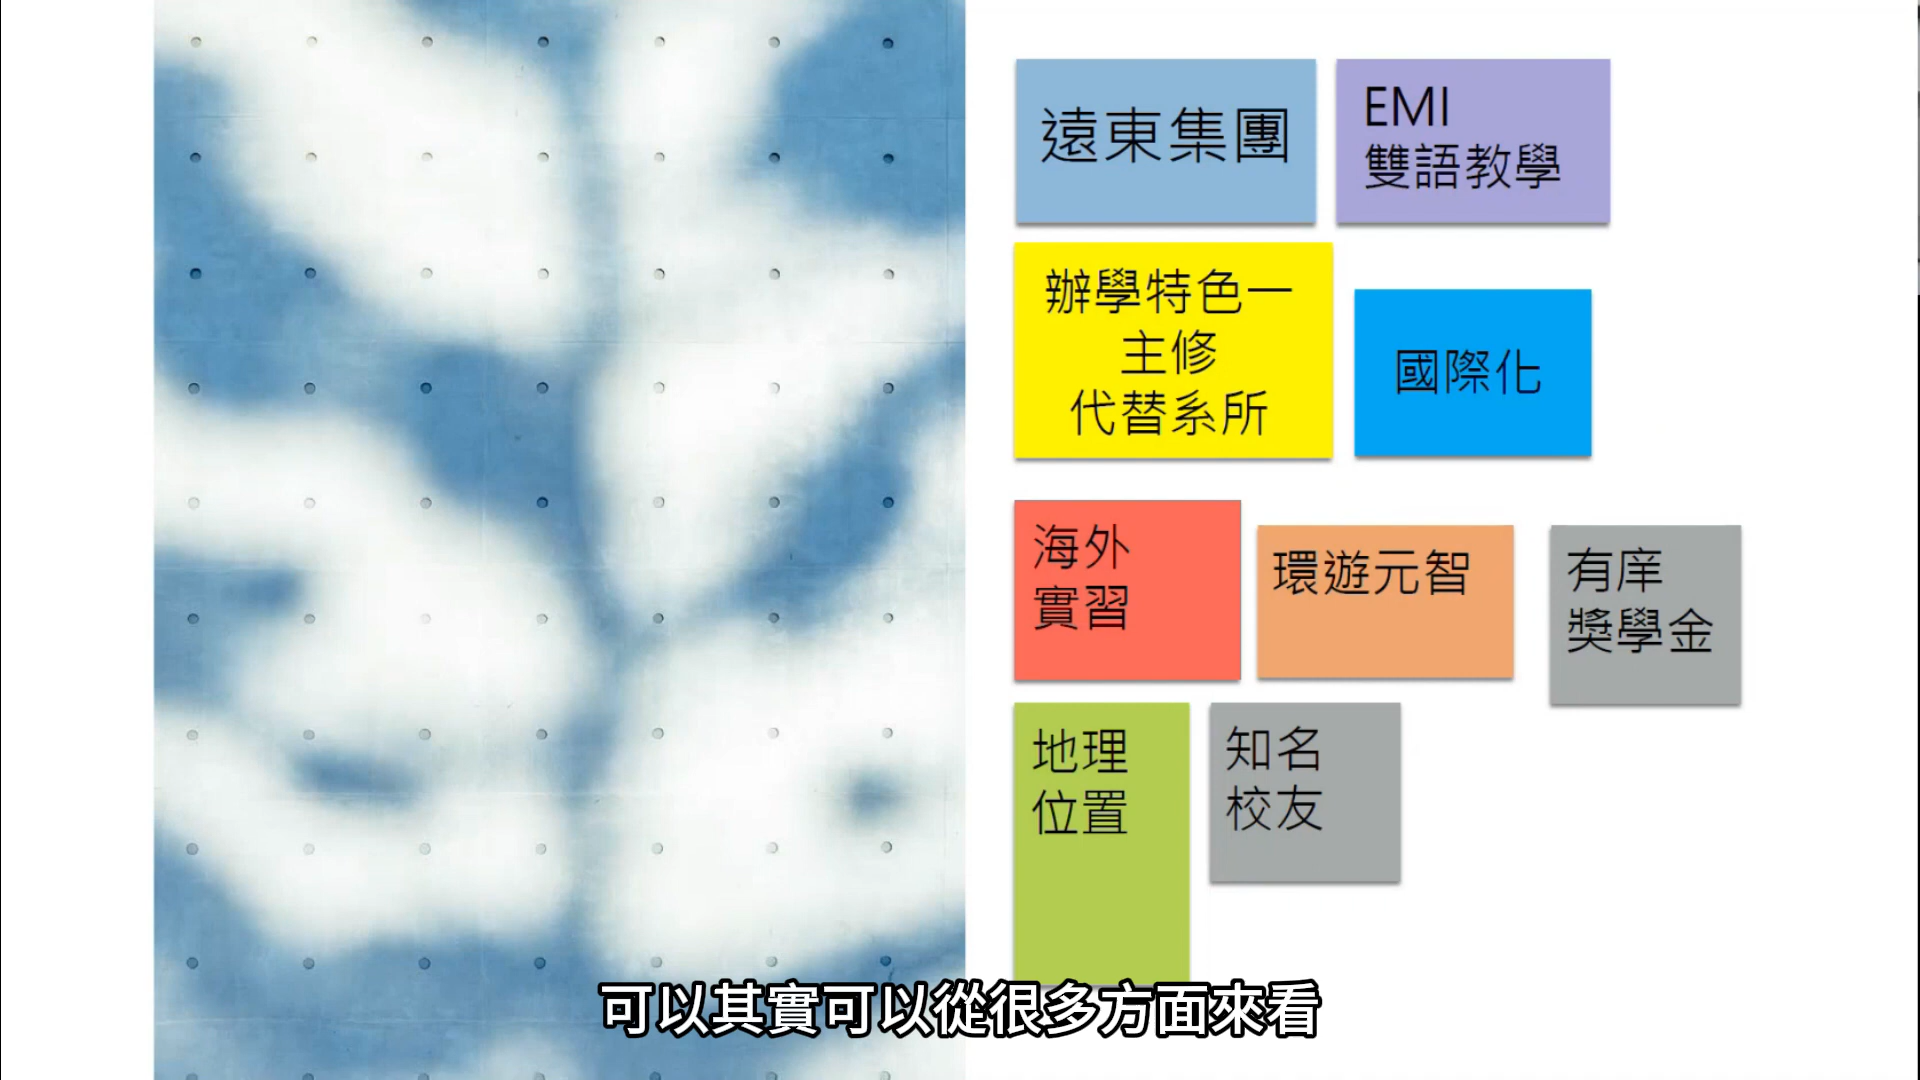 遠東集團
EMI
雙語教學
辦學特色一
主修
代替系所
國際化
海外
實習
環遊元智
有庠
獎學金
地理
位置
知名
校友
可以其實可以從很多方面來看